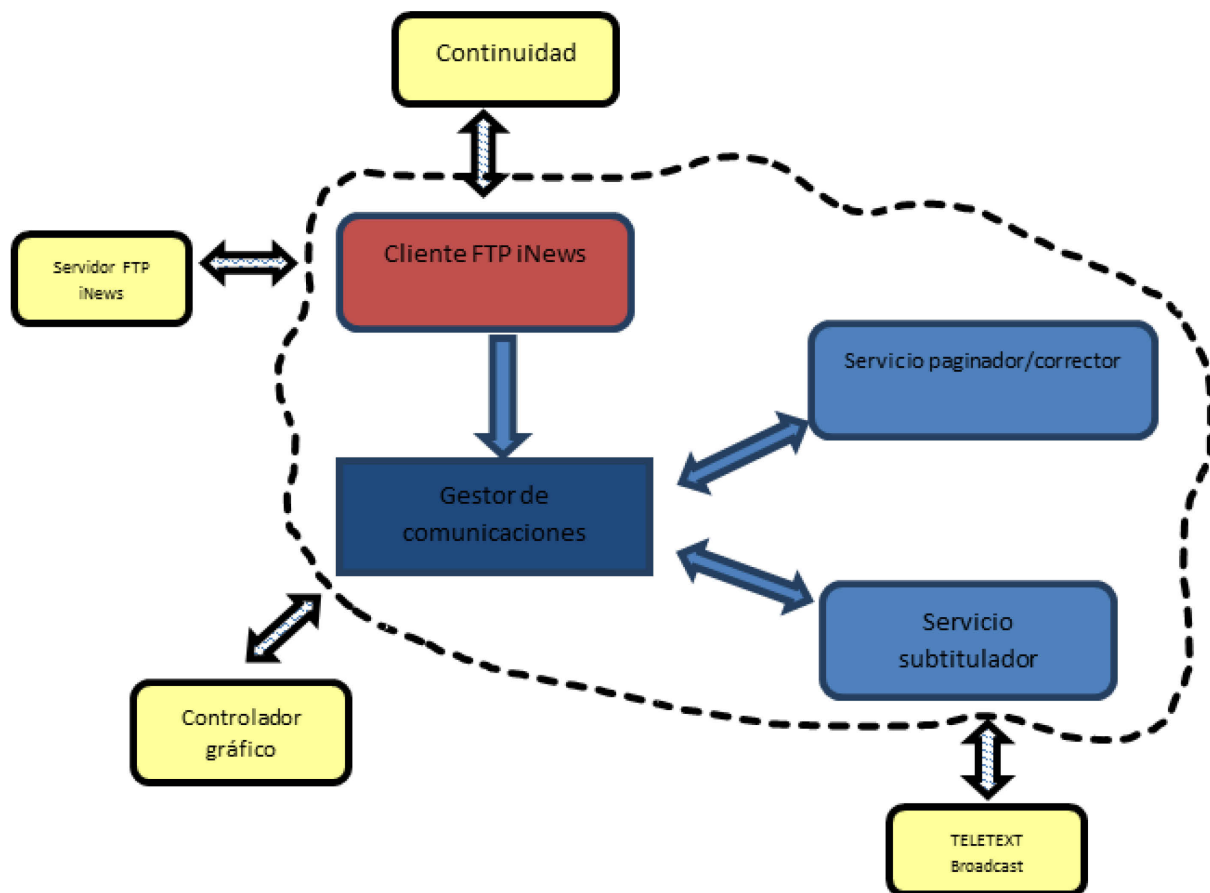 Continuidad
Cliente FTP iNews
Servidor FTP
iNews
Servicio paginador/corrector
Gestor de
comunicaciones
Servicio
subtitulador
Controlador
gráfico
TELETEXT
Broadcast